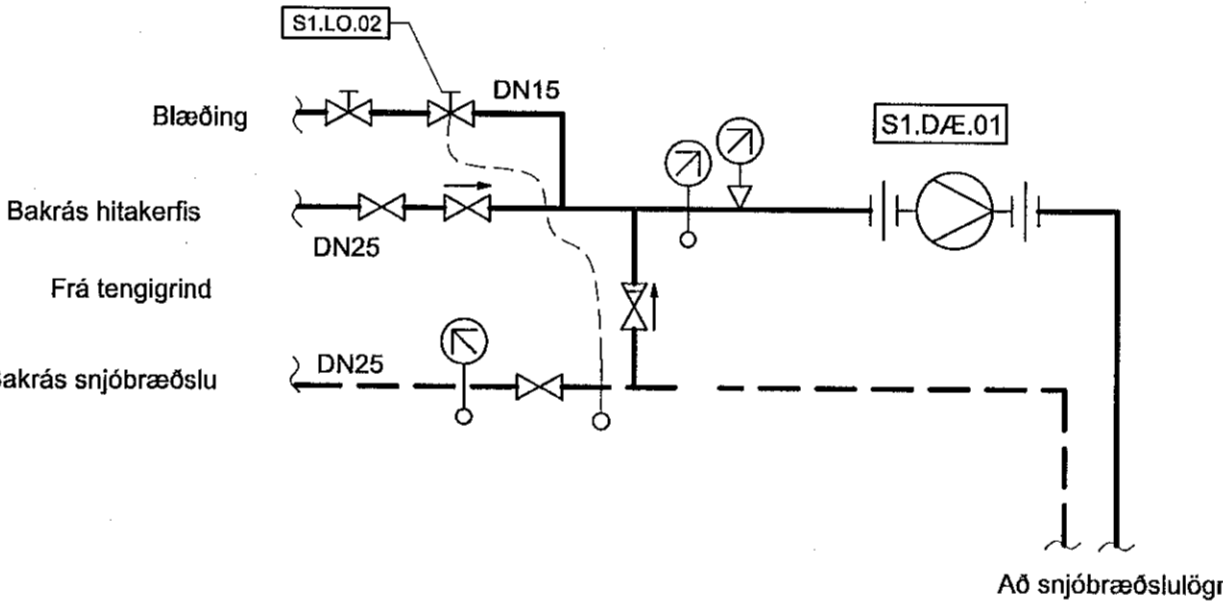 S1.LO.02
DN15
Blæðing
S1.DÆ.01
Bakrás hitakerfis
DN25
Frá tengigrind
DN25
Bakrás snjóbræðslu
Að snjóbræðslulögn